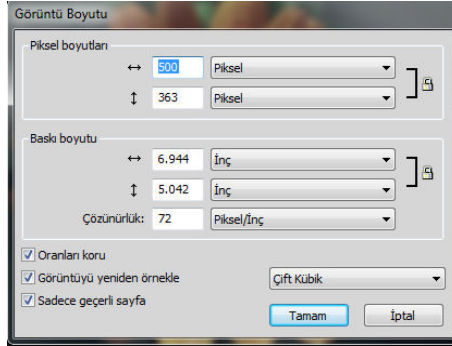 Görüntü Boyutu
Piksel boyutları
500 Piksel
363 Piksel
Baskı boyutu
6.944 İnç
5.042 İnç
Çözünürlük: 72 Piksel/İnç
Oranları koru
Görüntüyü yeniden örnekle Çift Kübik
Sadece geçerli sayfa
Tamam İptal